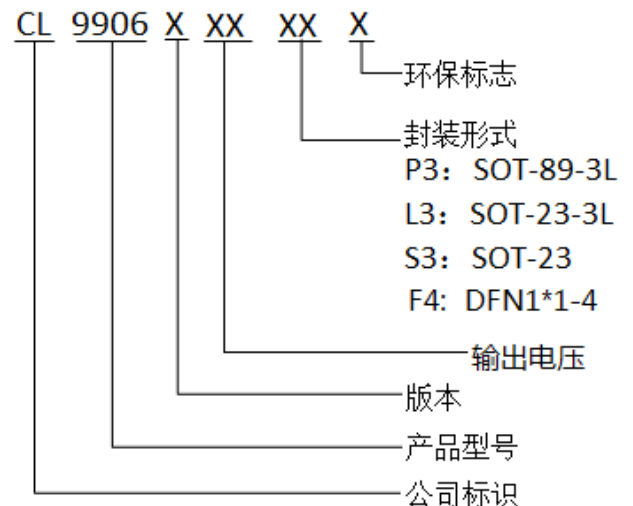 CL 9906 X XX XX X
环保标志
封装形式
P3：SOT-89-3L
L3：SOT-23-3L
S3：SOT-23
F4: DFN1*1-4
输出电压
版本
产品型号
公司标识